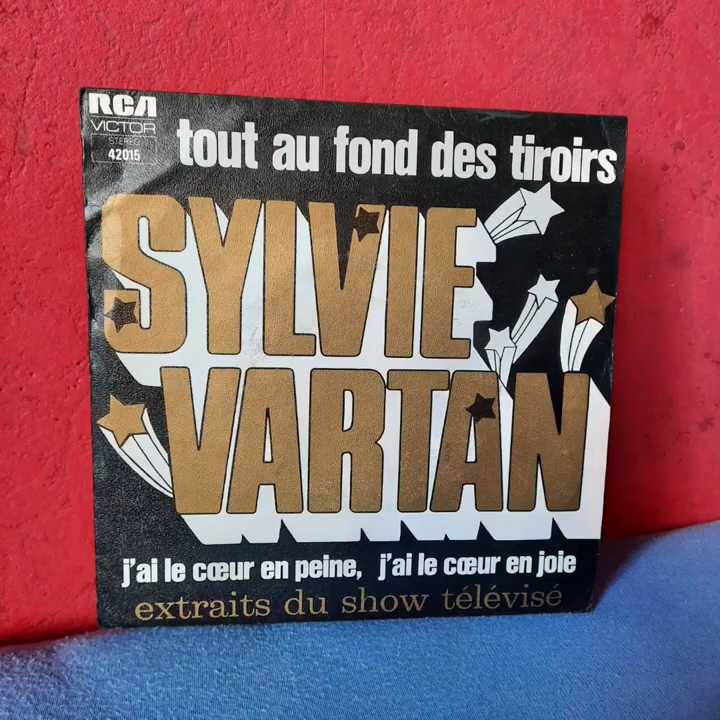 RCA
VICTOR
STEREO
42015
tout au fond des tiroirs
SYLVIE
VARTAN
j'ai le cœur en peine, j'ai le cœur en joie
extraits du show télévisé